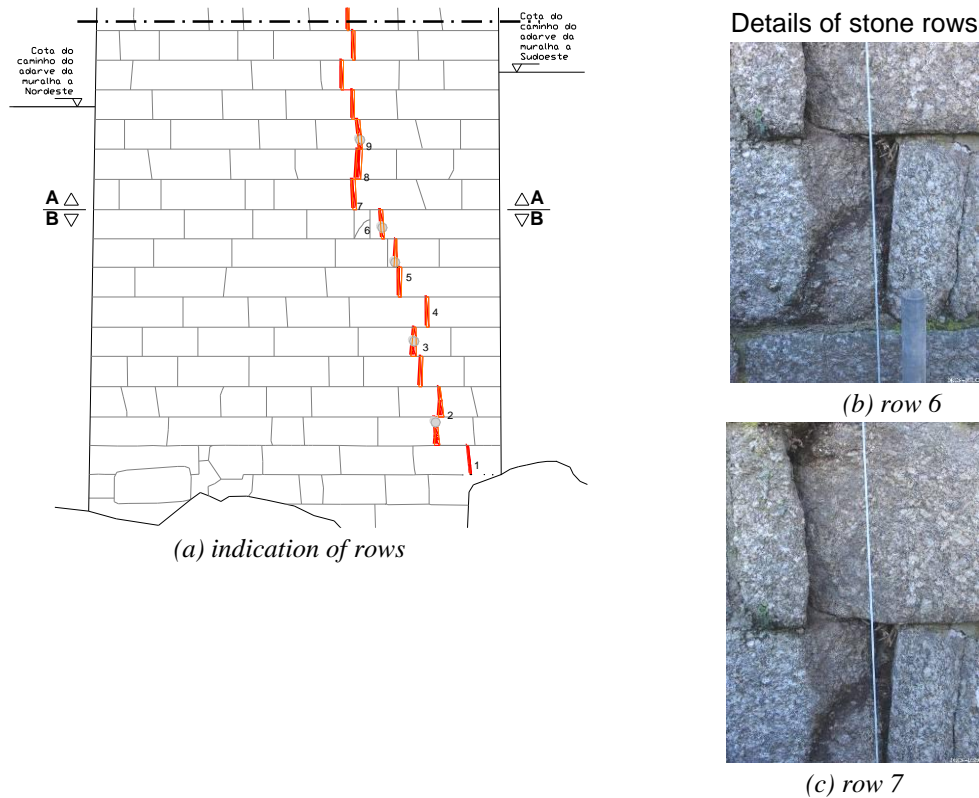 Cota do
caminho do
adarve da
muralha a
Nordeste
Cota do
caminho do
adarve da
muralha a
Sudoeste
A
B
A
B
9
8
7
6
5
4
3
2
1
(a) indication of rows
Details of stone rows
(b) row 6
(c) row 7